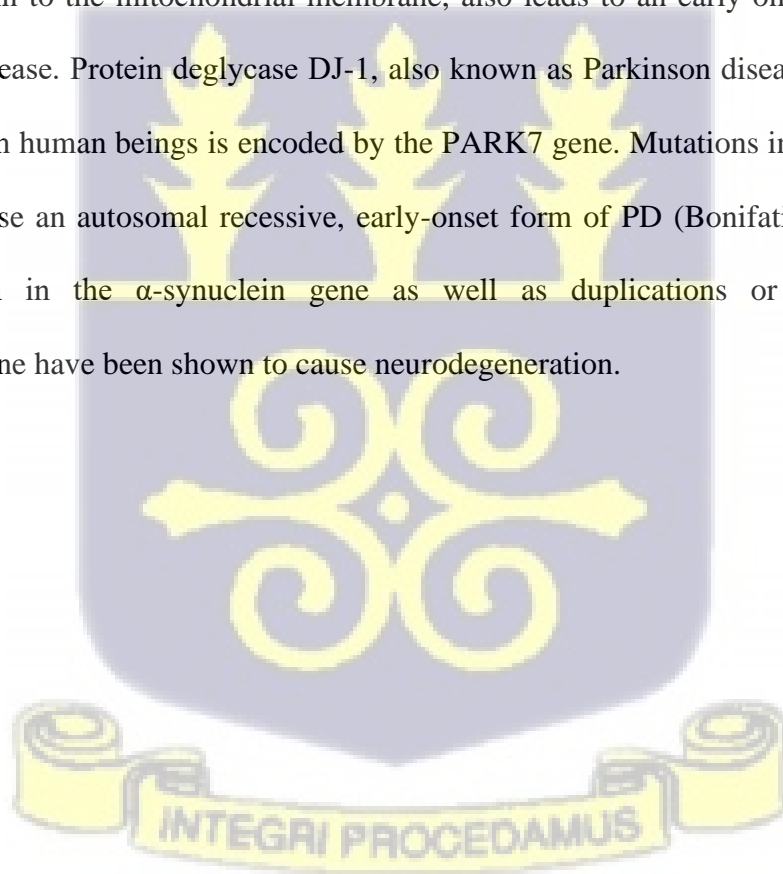 to the mitochondrial membrane, also leads to an early on
ease. Protein deglycase DJ-1, also known as Parkinson disea
n human beings is encoded by the PARK7 gene. Mutations in
se an autosomal recessive, early-onset form of PD (Bonifati
in the α-synuclein gene as well as duplications or
ne have been shown to cause neurodegeneration.
INTEGRI PROCEDAMUS